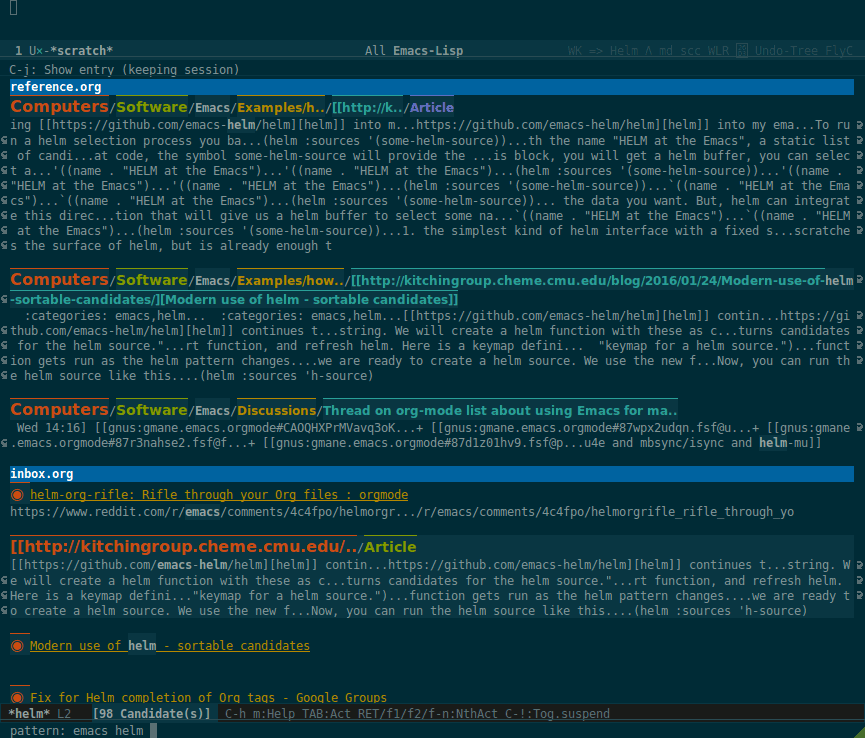 1 U×-*scratch* All Emacs-Lisp WK => Helm Λ md scc WLR Undo-Tree FlyC
C-j: Show entry (keeping session)
reference.org
Computers/Software/Emacs/Examples/h../[[http://k../Article
ing [[https://github.com/emacs-helm/helm][helm]] into m...https://github.com/emacs-helm/helm][helm]] into my ema...To ru
n a helm selection process you ba...(helm :sources '(some-helm-source))...th the name "HELM at the Emacs", a static list
of candi...at code, the symbol some-helm-source will provide the ...is block, you will get a helm buffer, you can selec
t a...'((name . "HELM at the Emacs")...'((name . "HELM at the Emacs")...(helm :sources '(some-helm-source))...'((name .
"HELM at the Emacs")...'((name . "HELM at the Emacs")...(helm :sources '(some-helm-source))...`((name . "HELM at the Ema
cs")...`((name . "HELM at the Emacs")...(helm :sources '(some-helm-source))... the data you want. But, helm can integrat
e this direc...tion that will give us a helm buffer to select some na...`((name . "HELM at the Emacs")...`((name . "HELM
at the Emacs")...(helm :sources '(some-helm-source))...1. the simplest kind of helm interface with a fixed s...scratche
s the surface of helm, but is already enough t
Computers/Software/Emacs/Examples/how../[[http://kitchingroup.cheme.cmu.edu/blog/2016/01/24/Modern-use-of-helm
-sortable-candidates/][Modern use of helm - sortable candidates]]
:categories: emacs,helm... :categories: emacs,helm...[[https://github.com/emacs-helm/helm][helm]] contin...https://gi
thub.com/emacs-helm/helm][helm]] continues t...string. We will create a helm function with these as c...turns candidates
for the helm source."...rt function, and refresh helm. Here is a keymap defini... "keymap for a helm source.")...funct
ion gets run as the helm pattern changes....we are ready to create a helm source. We use the new f...Now, you can run th
e helm source like this....(helm :sources 'h-source)
Computers/Software/Emacs/Discussions/Thread on org-mode list about using Emacs for ma..
Wed 14:16] [[gnus:gmane.emacs.orgmode#CAOQHXPrMVavq3oK...+ [[gnus:gmane.emacs.orgmode#87wpx2udqn.fsf@u...+ [[gnus:gmane
.emacs.orgmode#87r3nahse2.fsf@f...+ [[gnus:gmane.emacs.orgmode#87d1z01hv9.fsf@p...u4e and mbsync/isync and helm-mu]]
inbox.org
helm-org-rifle: Rifle through your Org files : orgmode
https://www.reddit.com/r/emacs/comments/4c4fpo/helmorgr.../r/emacs/comments/4c4fpo/helmorgrifle_rifle_through_yo
[[http://kitchingroup.cheme.cmu.edu/../Article
[[https://github.com/emacs-helm/helm][helm]] contin...https://github.com/emacs-helm/helm][helm]] continues t...string. W
e will create a helm function with these as c...turns candidates for the helm source."...rt function, and refresh helm.
Here is a keymap defini..."keymap for a helm source.")...function gets run as the helm pattern changes....we are ready t
o create a helm source. We use the new f...Now, you can run the helm source like this....(helm :sources 'h-source)
Modern use of helm - sortable candidates
Fix for Helm completion of Org tags - Google Groups
*helm* L2 [98 Candidate(s)] C-h m:Help TAB:Act RET/f1/f2/f-n:NthAct C-!:Tog.suspend
pattern: emacs helm